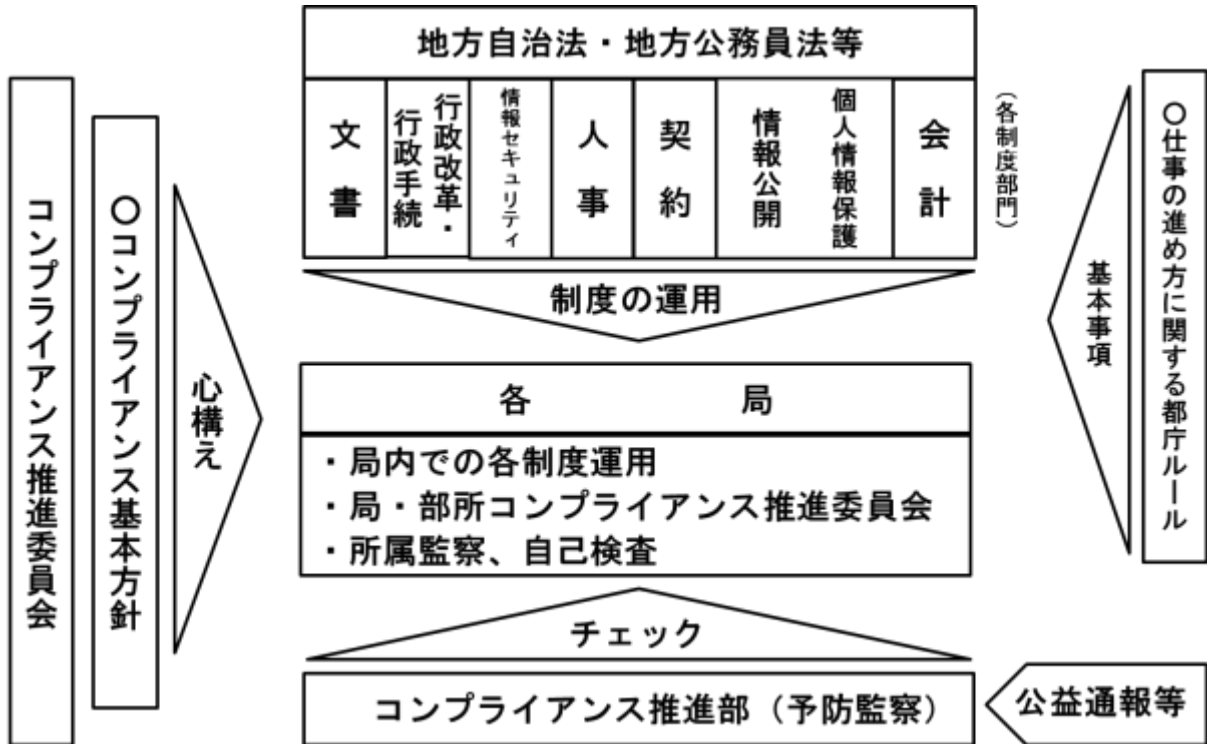 地方自治法・地方公務員法等
文書
行政改革・
行政手続
情報セキュリティ
人事
契約
情報公開
個人情報保護
会計
(各制度部門)
制度の運用
コンプライアンス推進委員会
〇コンプライアンス基本方針
心構え
各 局
・局内での各制度運用
・局・部所コンプライアンス推進委員会
・所属監察、自己検査
基本事項
〇仕事の進め方に関する都庁ルール
チェック
コンプライアンス推進部(予防監察)
公益通報等